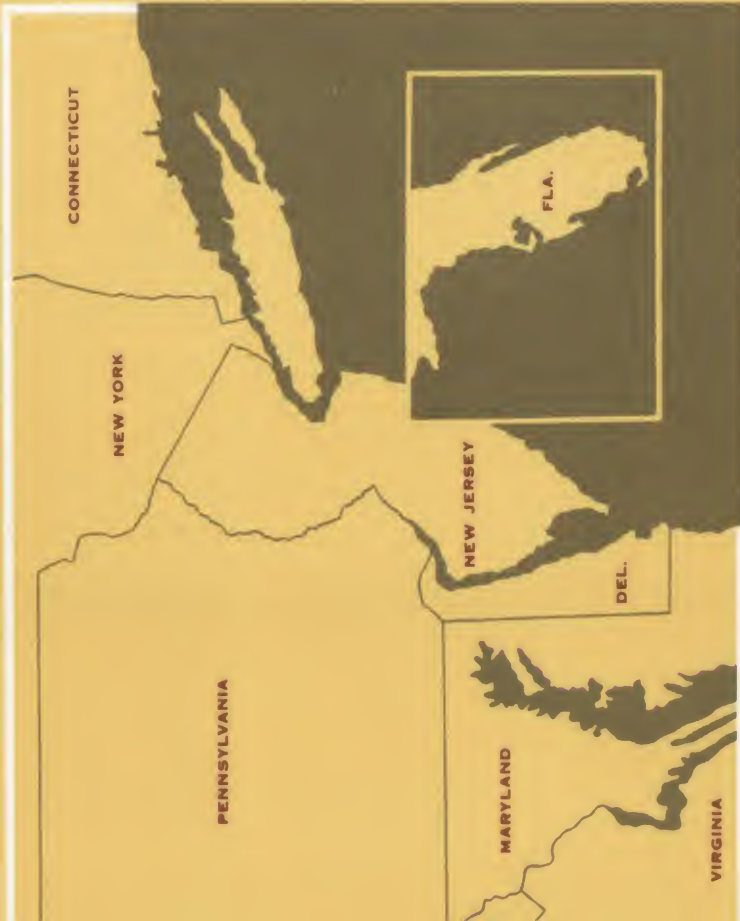 CONNECTICUT
NEW YORK
FLA.
NEW JERSEY
DEL.
PENNSYLVANIA
MARYLAND
VIRGINIA